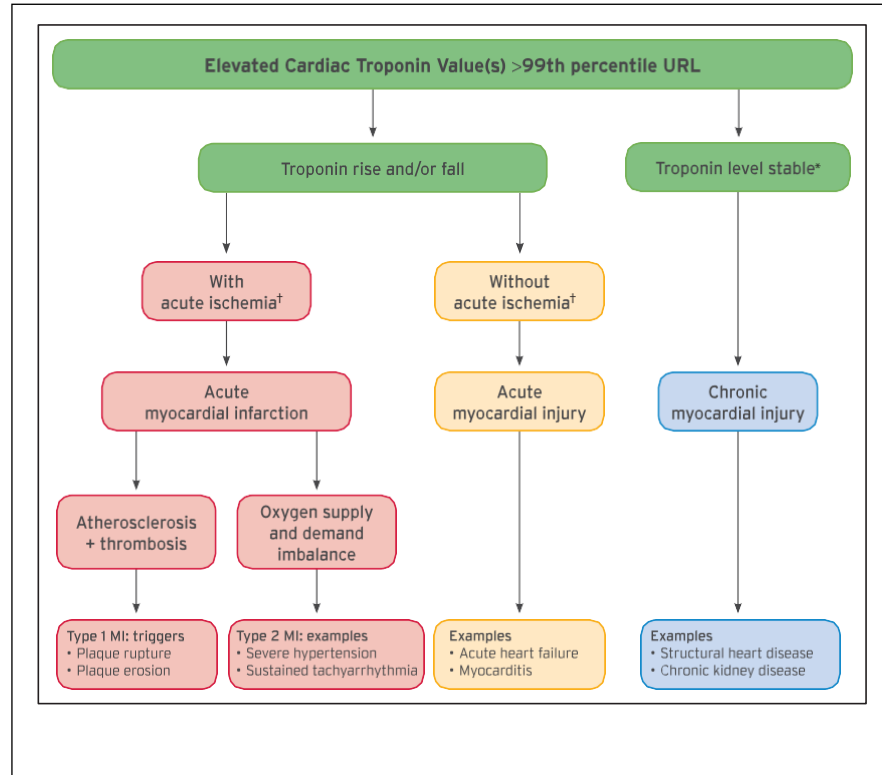 Elevated Cardiac Troponin Value(s) >99th percentile URL
Troponin rise and/or fall
Troponin level stable*
With
acute ischemia†
Without
acute ischemia†
Acute
myocardial infarction
Acute
myocardial injury
Chronic
myocardial injury
Atherosclerosis
+ thrombosis
Oxygen supply
and demand
imbalance
Type 1 MI: triggers
• Plaque rupture
• Plaque erosion
Type 2 MI: examples
• Severe hypertension
• Sustained tachyarrhythmia
Examples
• Acute heart failure
• Myocarditis
Examples
• Structural heart disease
• Chronic kidney disease